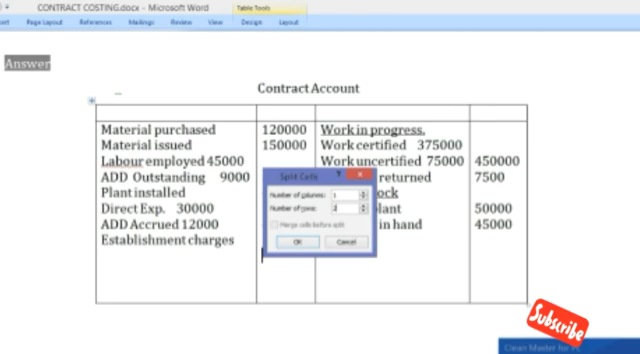 CONTRACT COSTING.docx - Microsoft Word
Table Tools
Page Layout References Mailings Review View Design Layout
Answer
Contract Account
Material purchased 120000 Work in progress.
Material issued 150000 Work certified 375000
Labour employed 45000 Work uncertified 75000 450000
ADD Outstanding 9000 returned 7500
Plant installed ock
Direct Exp. 30000 lant 50000
ADD Accrued 12000 in hand 45000
Establishment charges
Split Cells
Number of columns: 1
Number of rows:
Merge cells before split
OK Cancel
Subscribe
Clean Master for